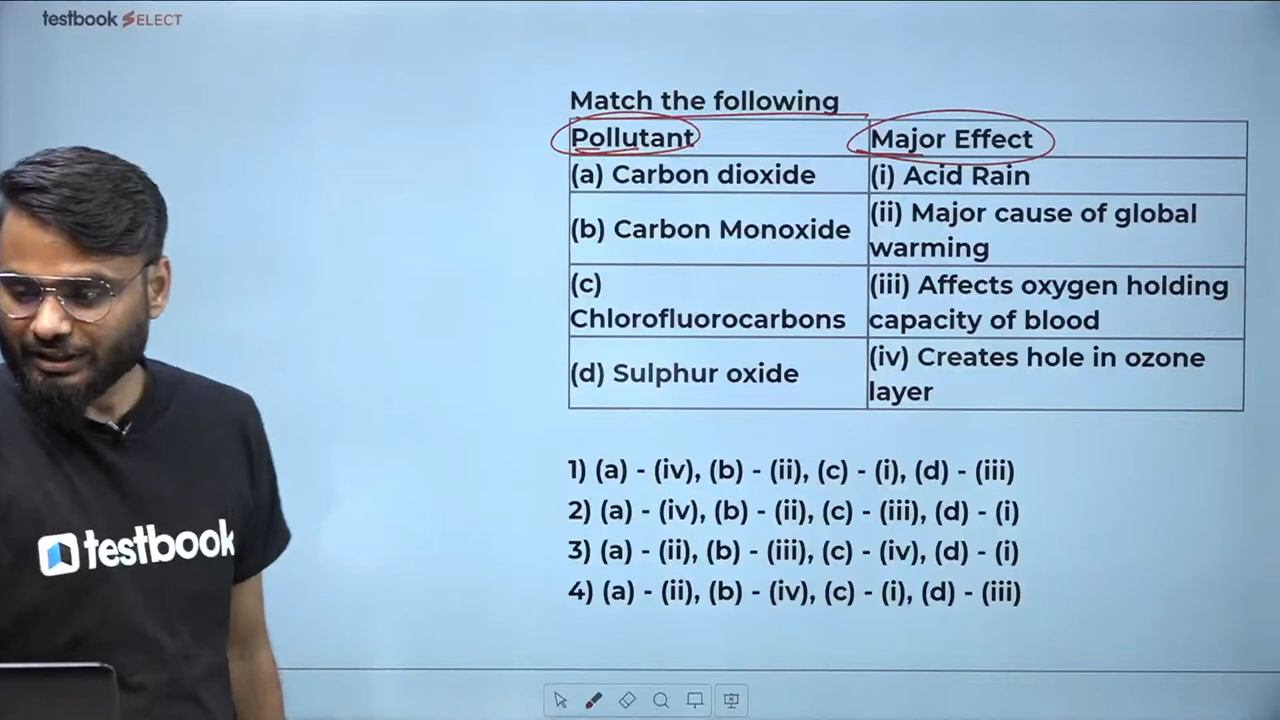 testbook SELECT
Match the following
Pollutant
Major Effect
(a) Carbon dioxide
(i) Acid Rain
(b) Carbon Monoxide
(ii) Major cause of global
warming
(c)
Chlorofluorocarbons
(iii) Affects oxygen holding
capacity of blood
(d) Sulphur oxide
(iv) Creates hole in ozone
layer
1) (a) - (iv), (b) - (ii), (c) - (i), (d) - (iii)
2) (a) - (iv), (b) - (ii), (c) - (iii), (d) - (i)
3) (a) - (ii), (b) - (iii), (c) - (iv), (d) - (i)
4) (a) - (ii), (b) - (iv), (c) - (i), (d) - (iii)
testbook